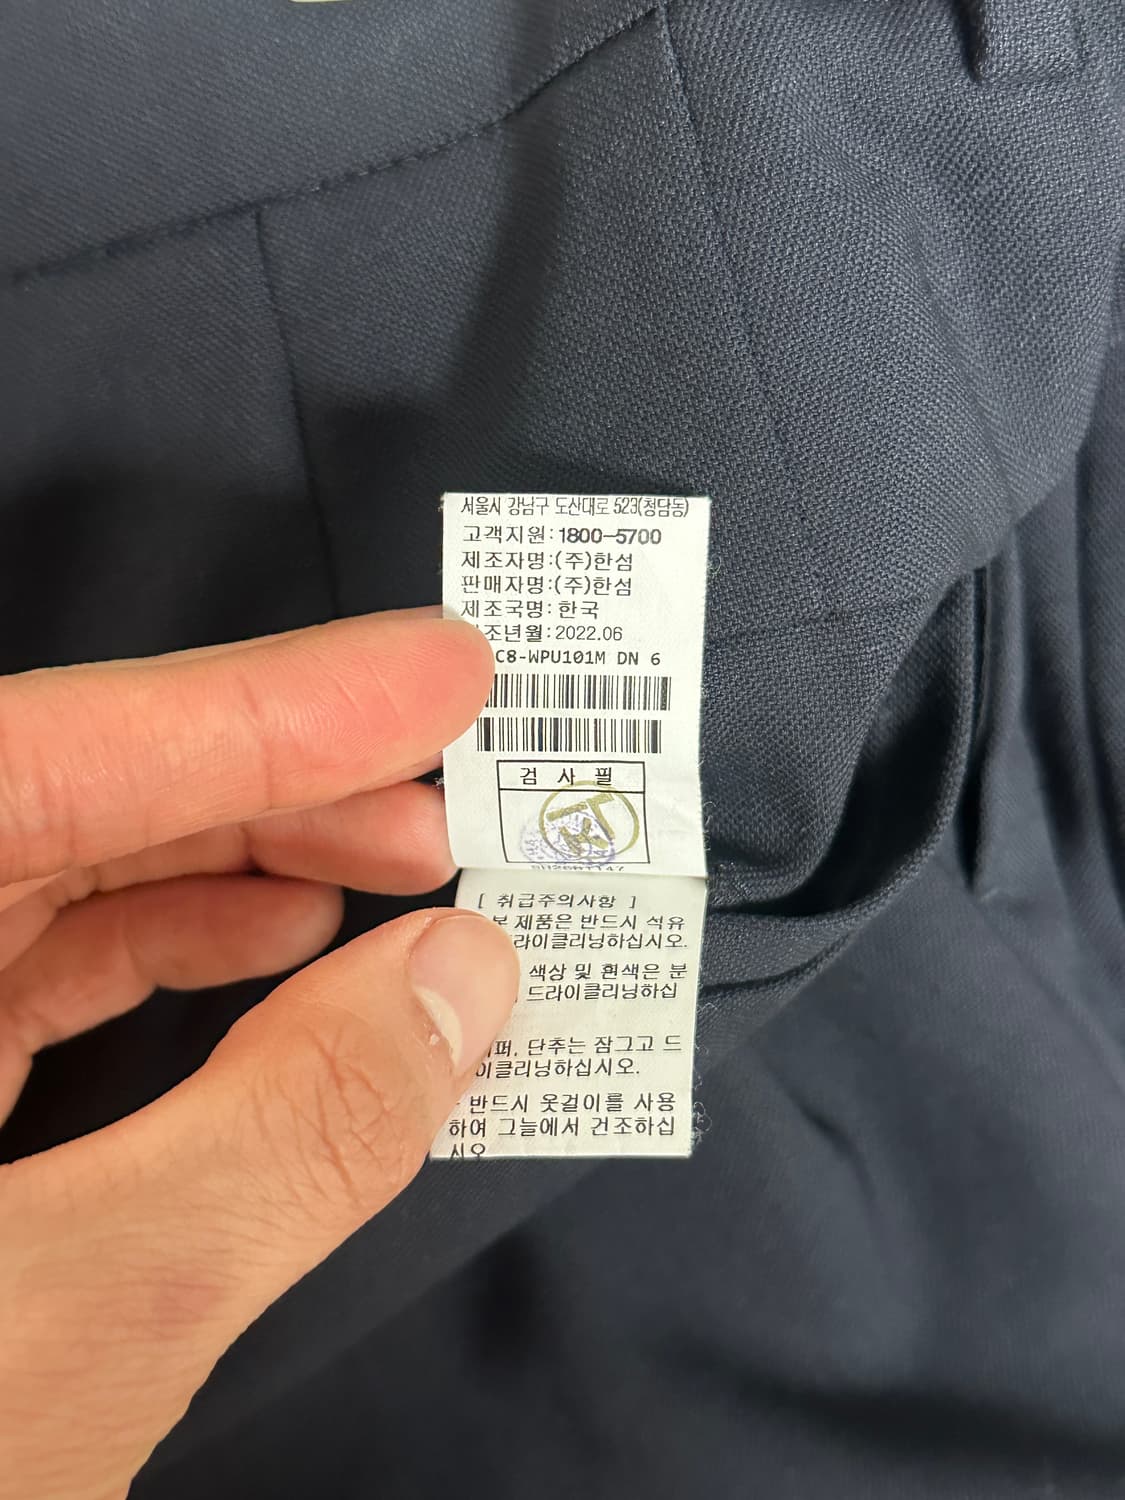 서울시 강남구 도산대로 523(청담동)
고객지원: 1800-5700
제조자명:(주)한섬
판매자명:(주)한섬
제조국명: 한국
조년월: 2022.06
C8-WPU101M DN 6
검 사 필
[ 취급주의사항 ]
본 제품은 반드시 석유
라이클리닝하십시오.
색상 및 흰색은 분
드라이클리닝하십
퍼, 단추는 잠그고 드
이클리닝하십시오.
- 반드시 옷걸이를 사용
하여 그늘에서 건조하십
시오